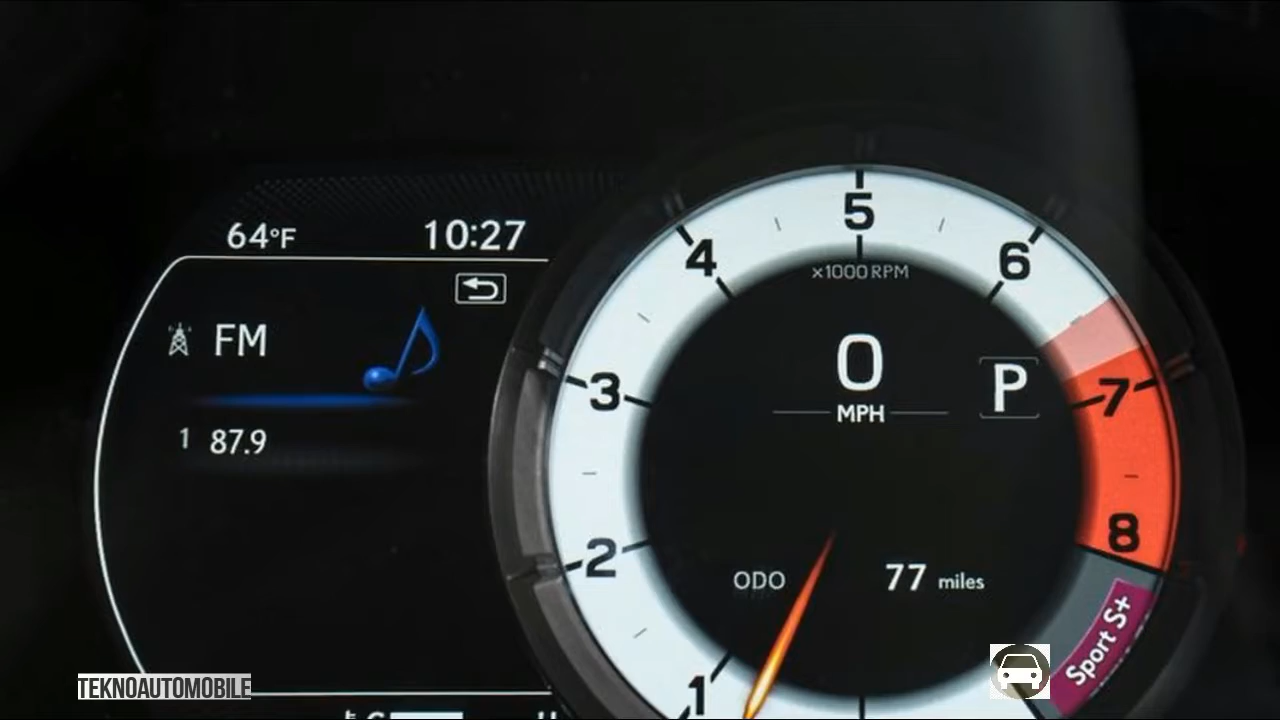 64°F 10:27
FM
1 87.9
5
4 6
x1000 RPM
0
MPH
P
3 7
2 8
ODO 77 miles
Sport S+
1
TEKNOAUTOMOBILE